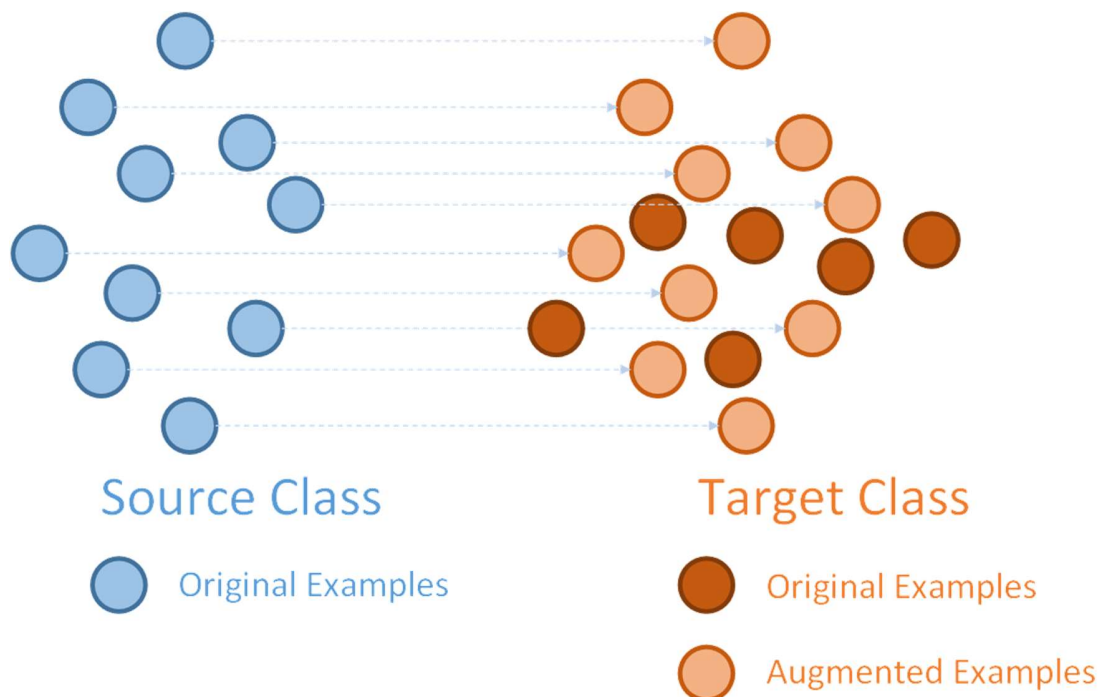 Source Class
Target Class
Original Examples
Original Examples
Augmented Examples